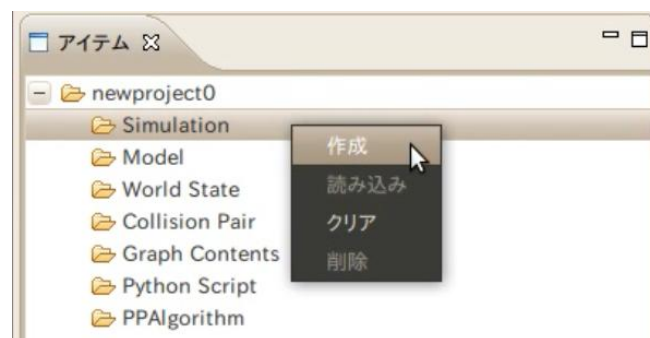 アイテム
newproject0
Simulation
Model
World State
Collision Pair
Graph Contents
Python Script
PPAlgorithm
作成
読み込み
クリア
削除